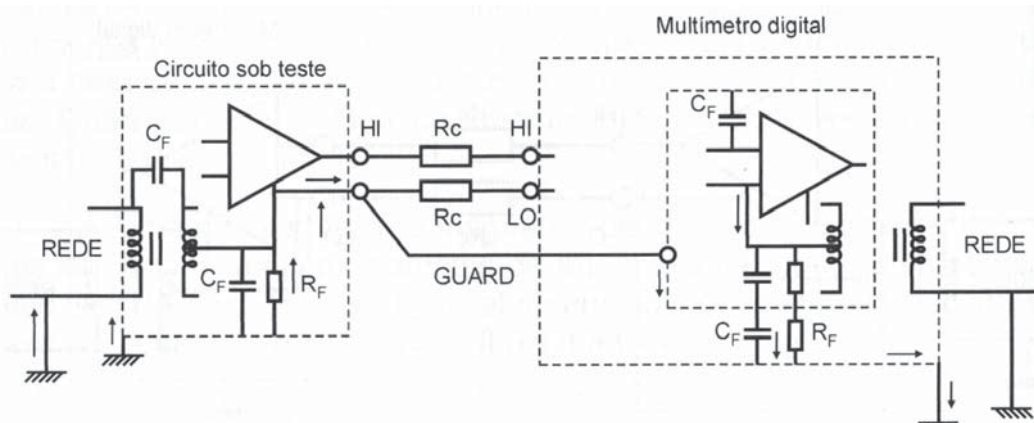 Multímetro digital
Circuito sob teste
CF
HI
Rc
HI
CF
Rc
LO
REDE
CF
RF
GUARD
CF
RF
REDE